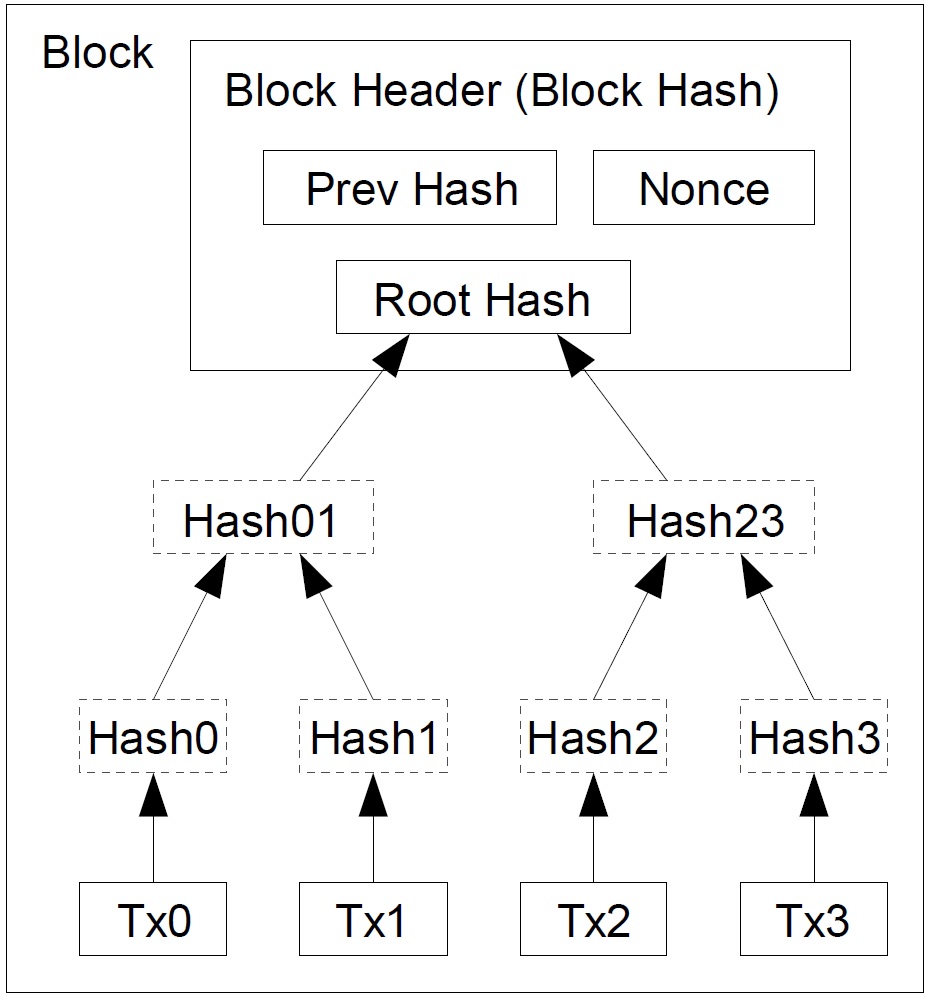 Block
Block Header (Block Hash)
Prev Hash
Nonce
Root Hash
Hash01
Hash23
Hash0
Hash1
Hash2
Hash3
Tx0
Tx1
Tx2
Tx3